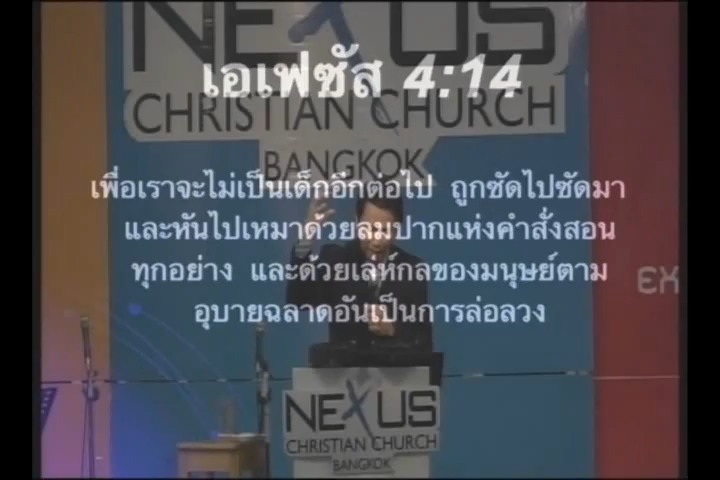 NEXUS
เอเฟซัส 4:14
CHRISTIAN CHURCH
BANGKOK
เพื่อเราจะไม่เป็นเด็กอีกต่อไป ถูกซัดไปซัดมา
และหันไปเหมาด้วยลมปากแห่งคำสั่งสอน
ทุกอย่าง และด้วยเล่ห์กลของมนุษย์ตาม
อุบายฉลาดอันเป็นการล่อลวง
EX
NEXUS
CHRISTIAN CHURCH
BANGKOK